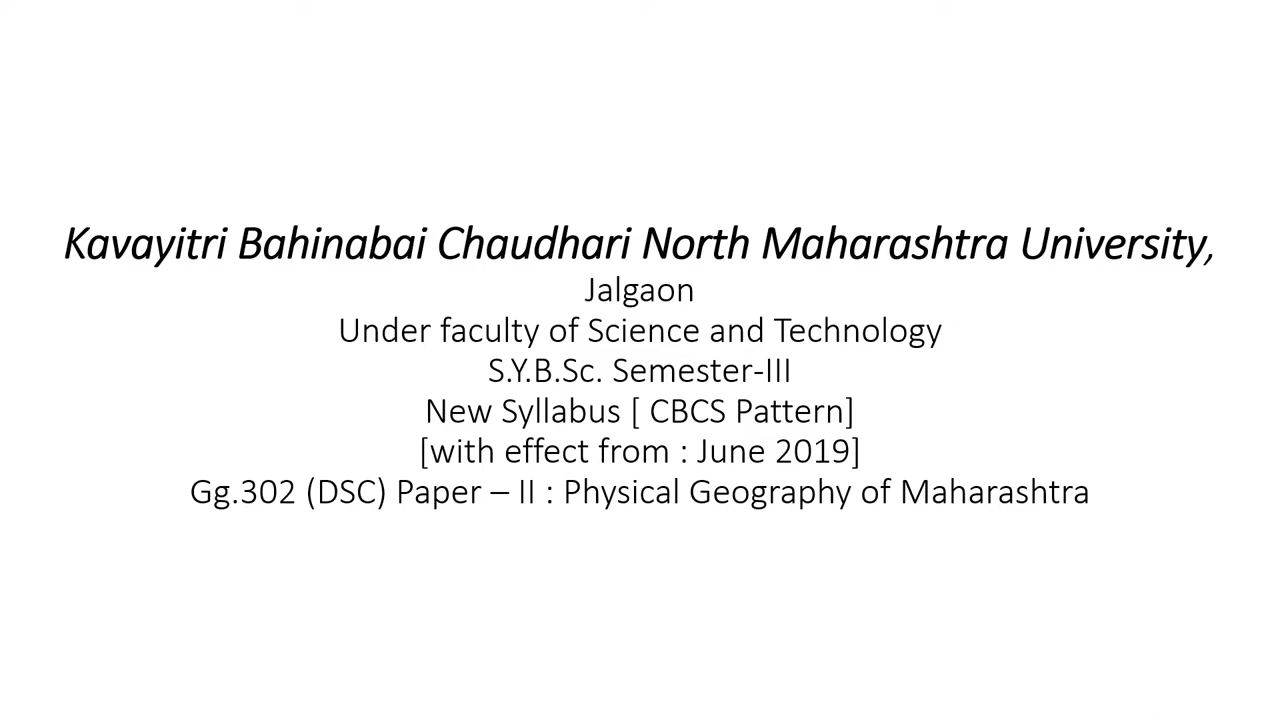 Kavayitri Bahinabai Chaudhari North Maharashtra University,
Jalgaon
Under faculty of Science and Technology
S.Y.B.Sc. Semester-III
New Syllabus [ CBCS Pattern]
[with effect from : June 2019]
Gg.302 (DSC) Paper – II : Physical Geography of Maharashtra